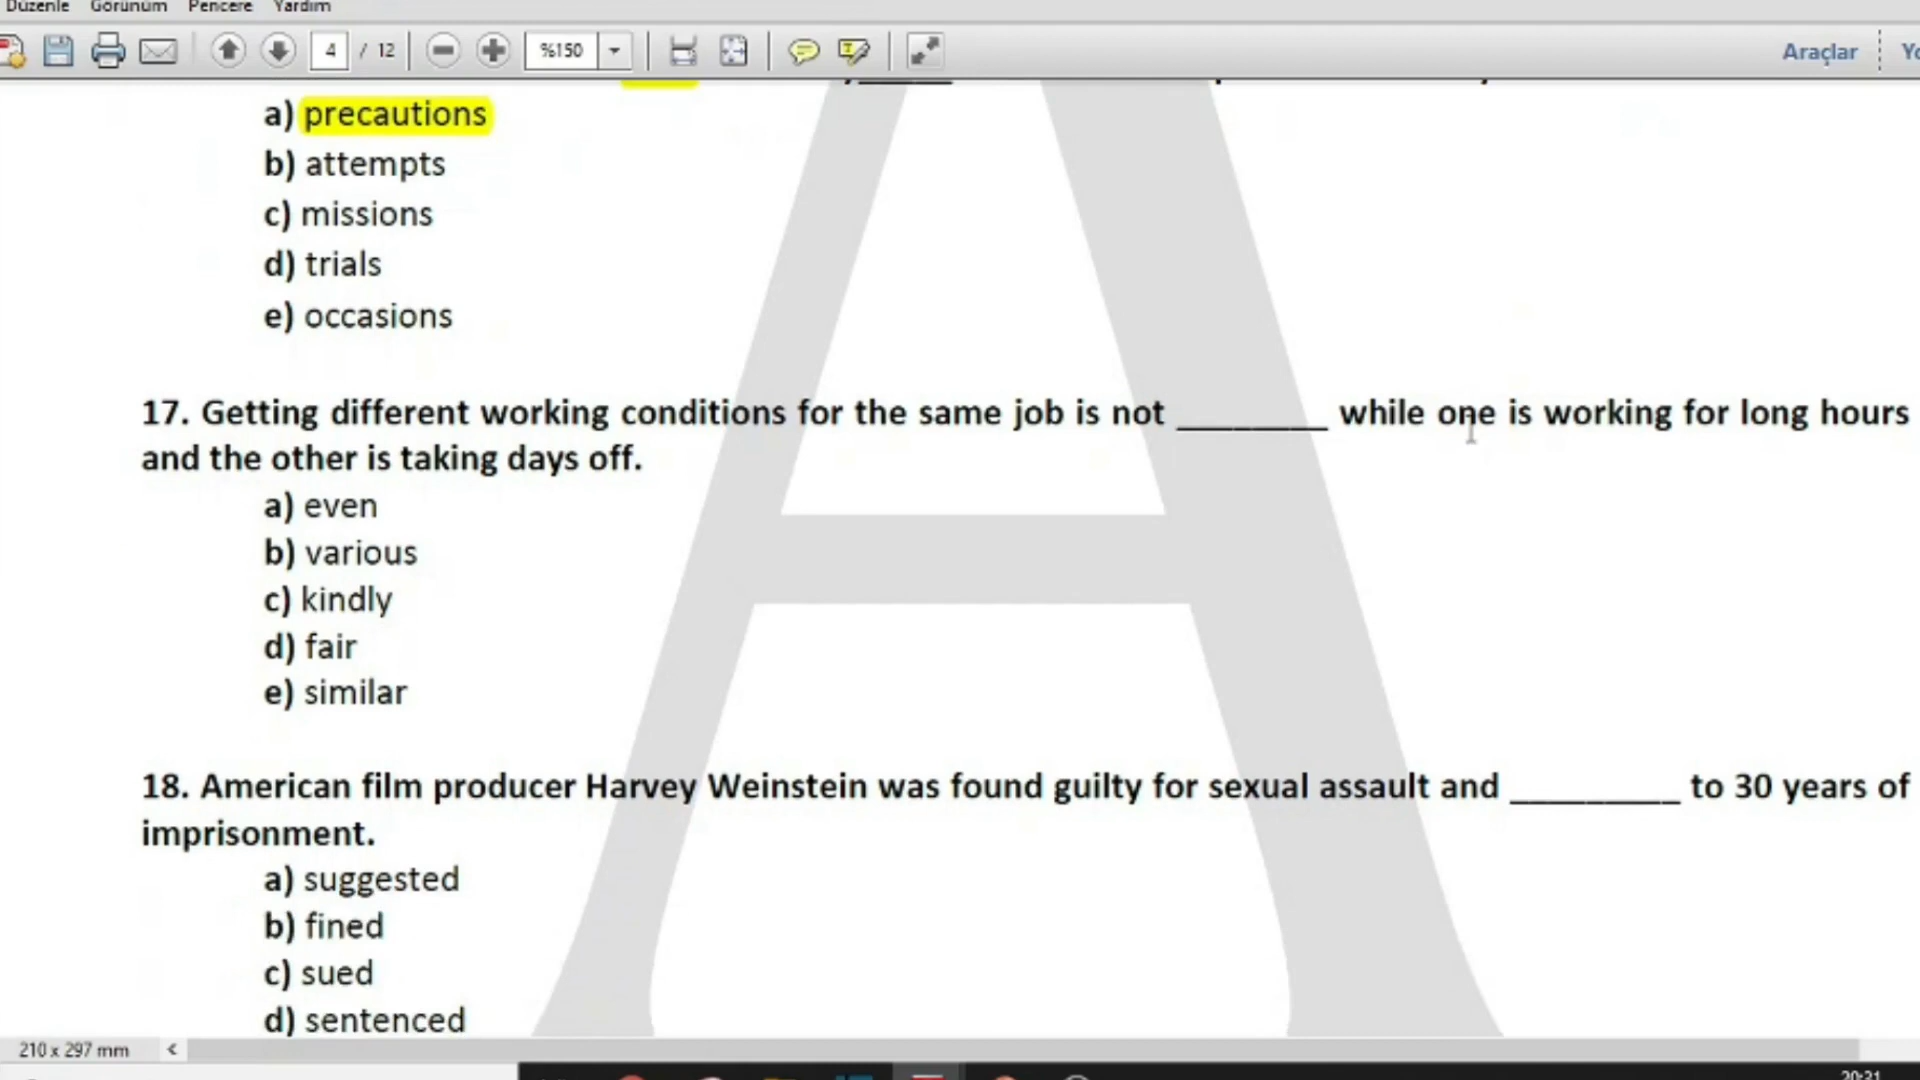 Düzenle Görünüm Pencere Yardım
4 / 12 %150 Araçlar
a) precautions
b) attempts
c) missions
d) trials
e) occasions
17. Getting different working conditions for the same job is not ________ while one is working for long hours
and the other is taking days off.
a) even
b) various
c) kindly
d) fair
e) similar
18. American film producer Harvey Weinstein was found guilty for sexual assault and _________ to 30 years of
imprisonment.
a) suggested
b) fined
c) sued
d) sentenced
210 x 297 mm
20:21